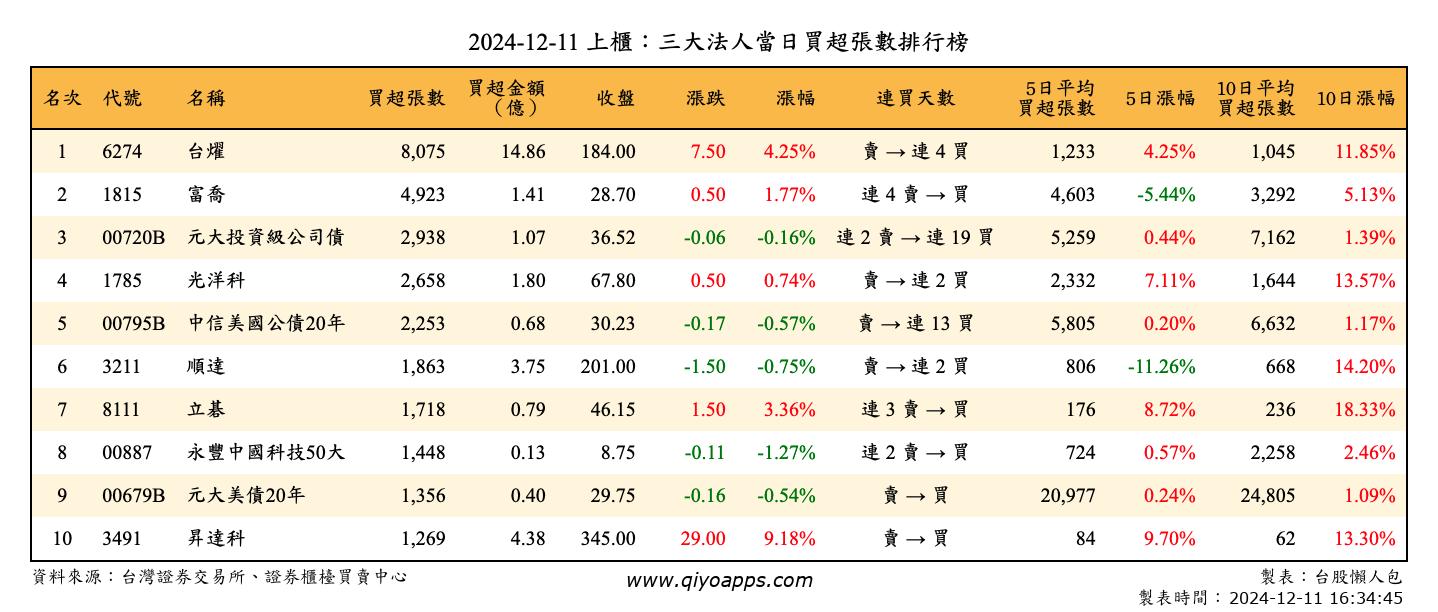 2024-12-11 上櫃：三大法人當日買超張數排行榜
名次 代號 名稱 買超張數 買超金額（億） 收盤 漲跌 漲幅 連買天數 5日平均買超張數 5日漲幅 10日平均買超張數 10日漲幅
1 6274 台燿 8,075 14.86 184.00 7.50 4.25% 賣 → 連 4 買 1,233 4.25% 1,045 11.85%
2 1815 富喬 4,923 1.41 28.70 0.50 1.77% 連 4 賣 → 買 4,603 -5.44% 3,292 5.13%
3 00720B 元大投資級公司債 2,938 1.07 36.52 -0.06 -0.16% 連 2 賣 → 連 19 買 5,259 0.44% 7,162 1.39%
4 1785 光洋科 2,658 1.80 67.80 0.50 0.74% 賣 → 連 2 買 2,332 7.11% 1,644 13.57%
5 00795B 中信美國公債20年 2,253 0.68 30.23 -0.17 -0.57% 賣 → 連 13 買 5,805 0.20% 6,632 1.17%
6 3211 順達 1,863 3.75 201.00 -1.50 -0.75% 賣 → 連 2 買 806 -11.26% 668 14.20%
7 8111 立碁 1,718 0.79 46.15 1.50 3.36% 連 3 賣 → 買 176 8.72% 236 18.33%
8 00887 永豐中國科技50大 1,448 0.13 8.75 -0.11 -1.27% 連 2 賣 → 買 724 0.57% 2,258 2.46%
9 00679B 元大美債20年 1,356 0.40 29.75 -0.16 -0.54% 賣 → 買 20,977 0.24% 24,805 1.09%
10 3491 昇達科 1,269 4.38 345.00 29.00 9.18% 賣 → 買 84 9.70% 62 13.30%
資料來源：台灣證券交易所、證券櫃檯買賣中心 www.qiyoapps.com 製表：台股懶人包
製表時間：2024-12-11 16:34:45